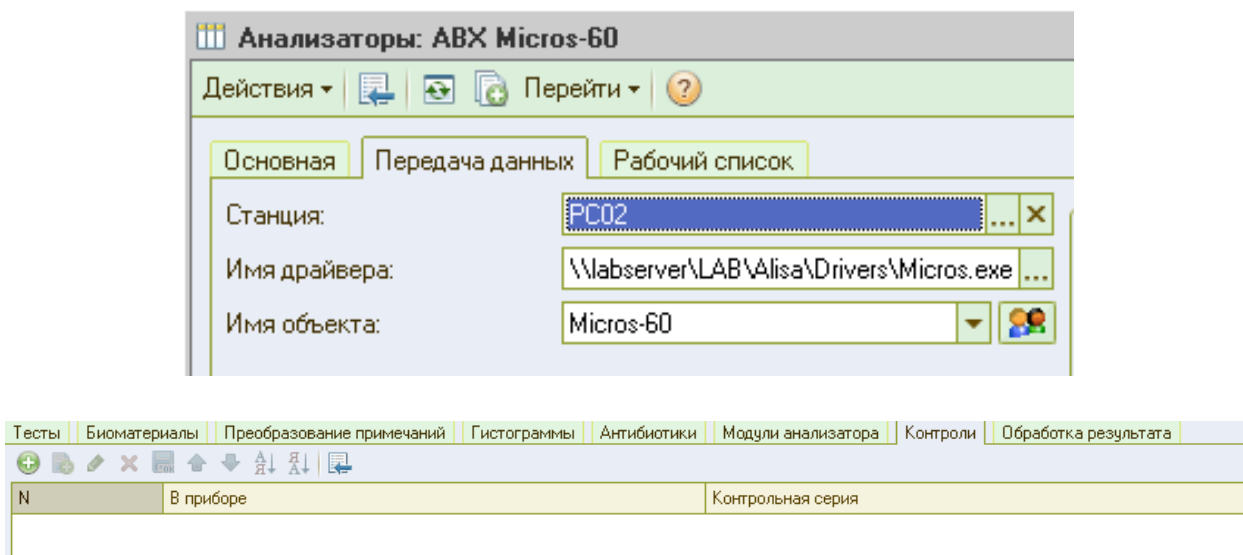 Анализаторы: ABX Micros-60
Действия Перейти
Основная Передача данных Рабочий список
Станция: PC02 ...
Имя драйвера: \\labserver\LAB\Alisa\Drivers\Micros.exe ...
Имя объекта: Micros-60
Тесты Биоматериалы Преобразование примечаний Гистограммы Антибиотики Модули анализатора Контроли Обработка результата
N В приборе Контрольная серия